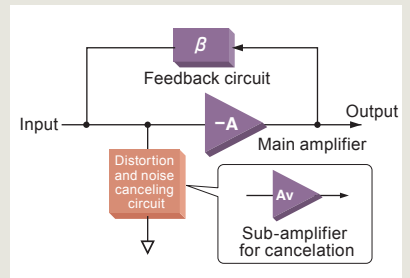 β
Feedback circuit
Input
−A
Output
Main amplifier
Distortion
and noise
canceling
circuit
Av
Sub-amplifier
for cancelation